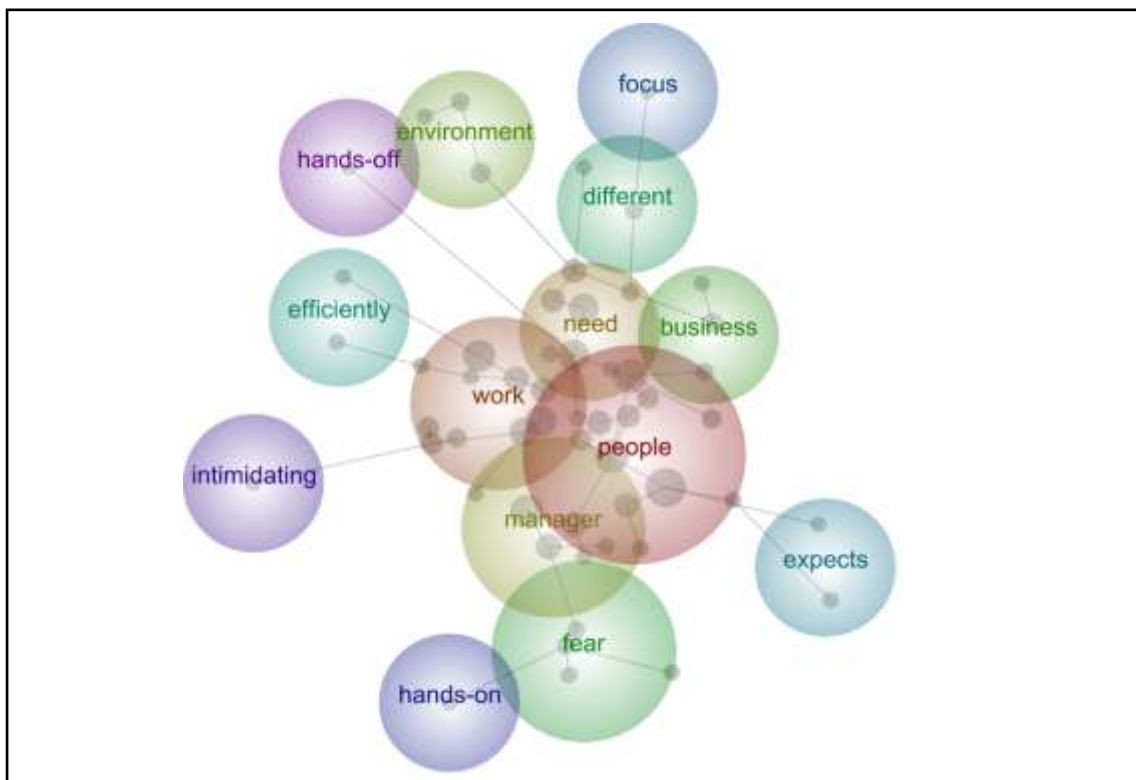 focus
environment
hands-off
different
efficiently
need
business
work
people
intimidating
manager
expects
fear
hands-on